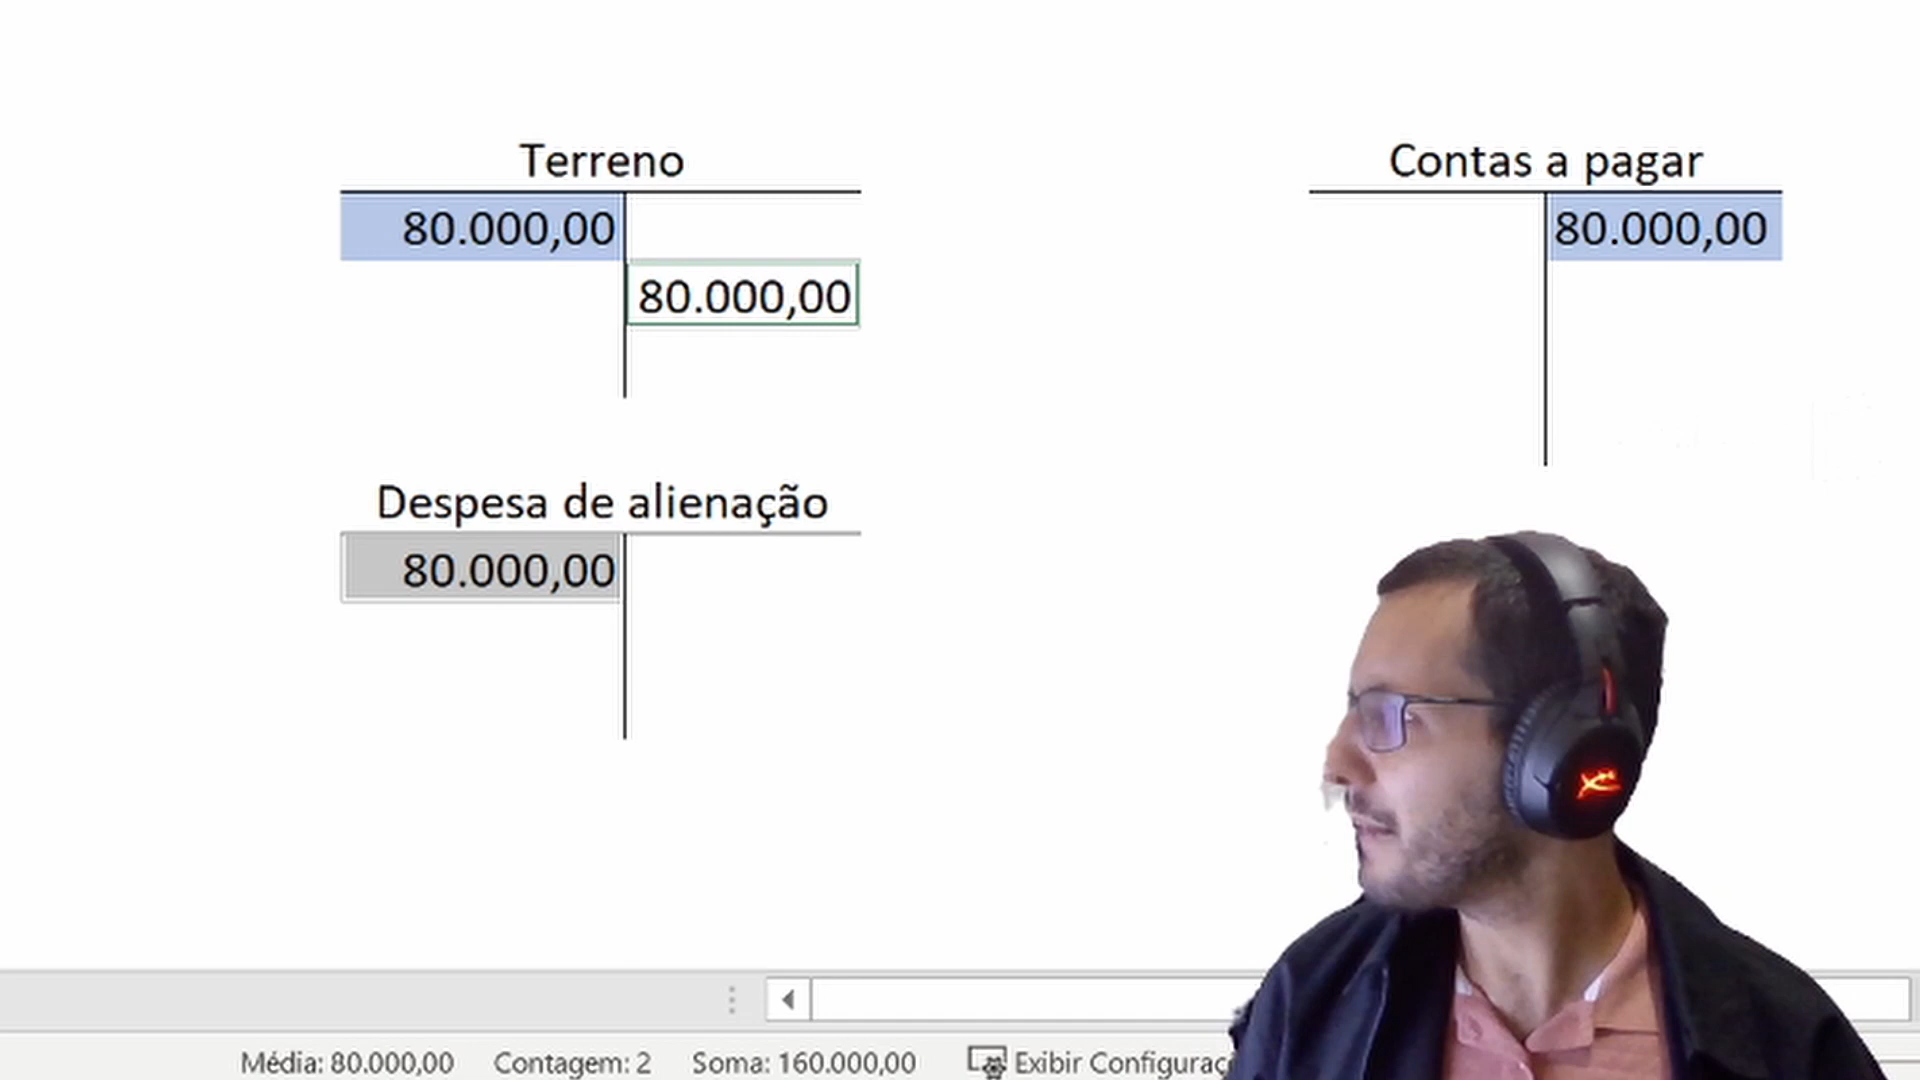 Terreno
80.000,00
80.000,00
Contas a pagar
80.000,00
Despesa de alienação
80.000,00
Média: 80.000,00 Contagem: 2 Soma: 160.000,00 Exibir